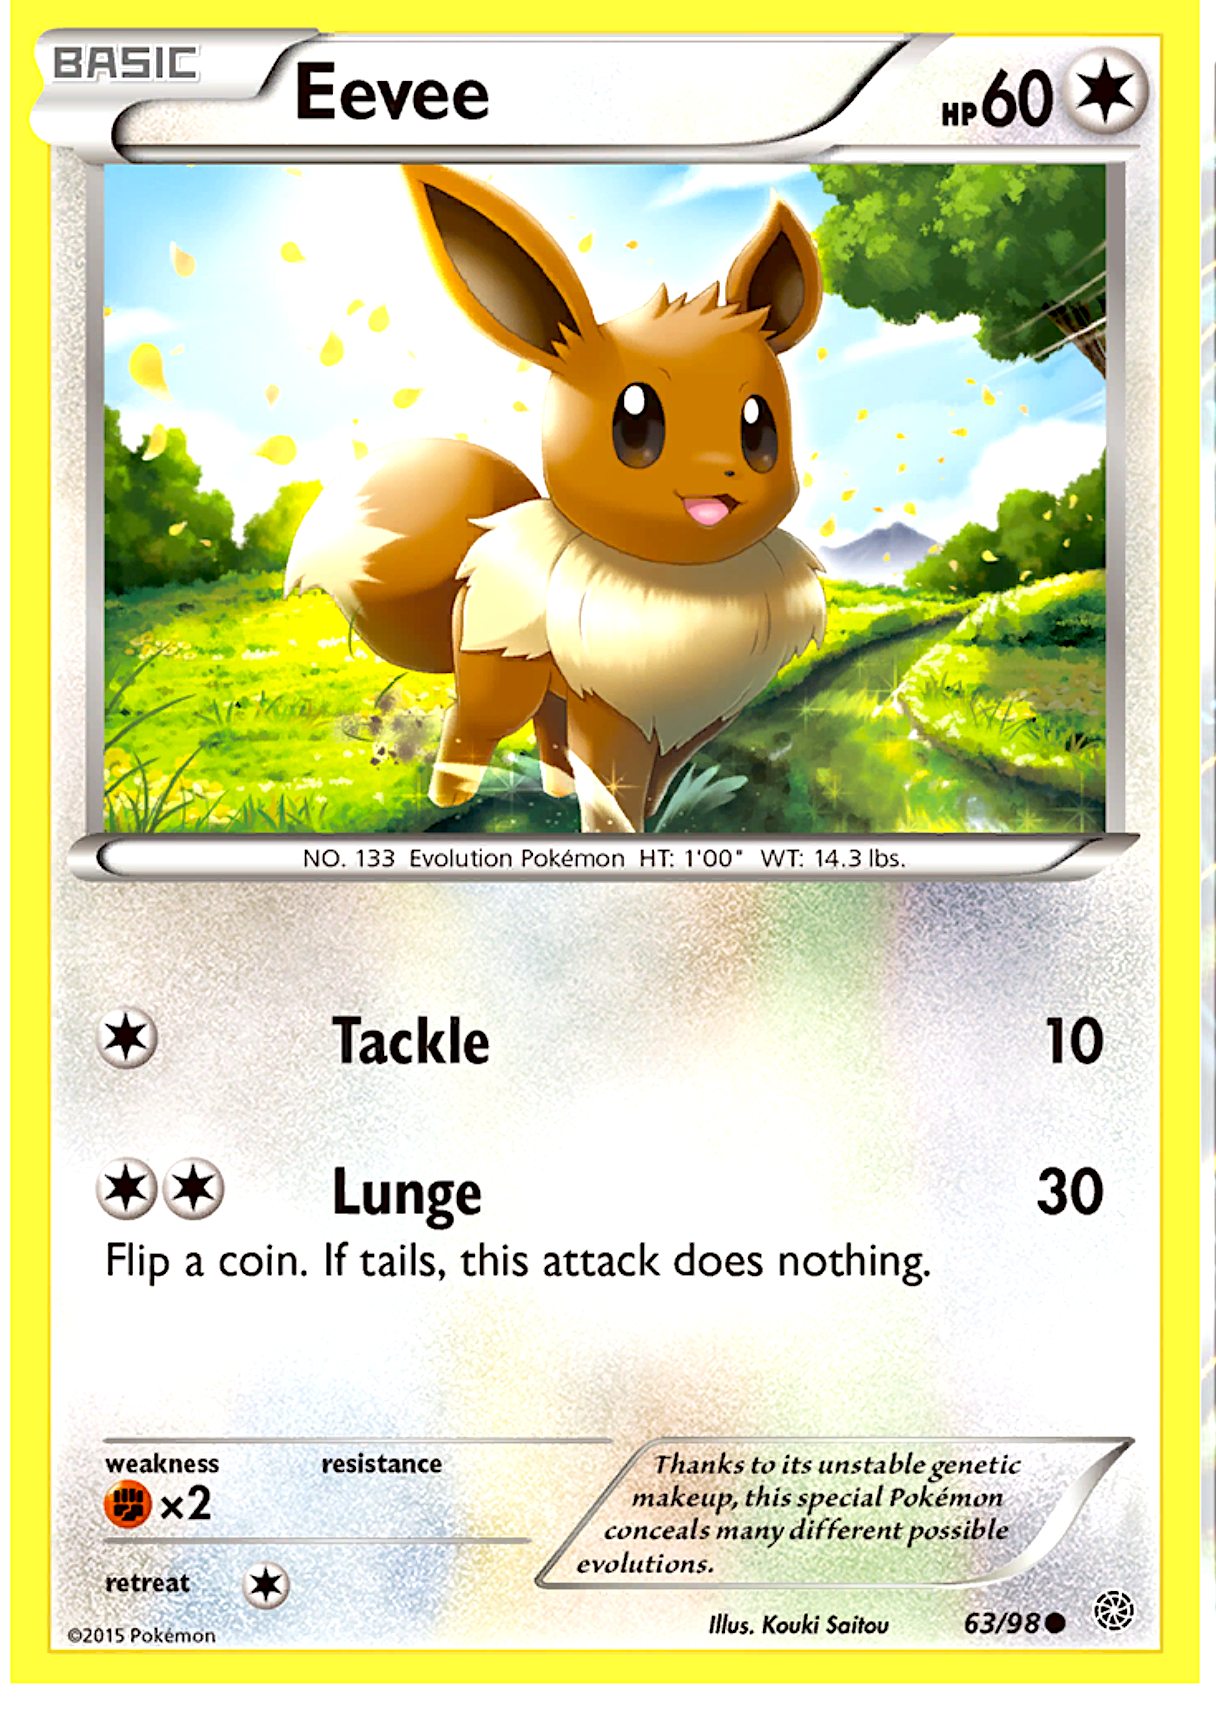 BASIC
Eevee
HP 60
NO. 133 Evolution Pokémon HT: 1'00" WT: 14.3 lbs.
Tackle 10
Lunge 30
Flip a coin. If tails, this attack does nothing.
weakness resistance
×2
Thanks to its unstable genetic
makeup, this special Pokémon
conceals many different possible
evolutions.
retreat
Illus. Kouki Saitou 63/98
©2015 Pokémon